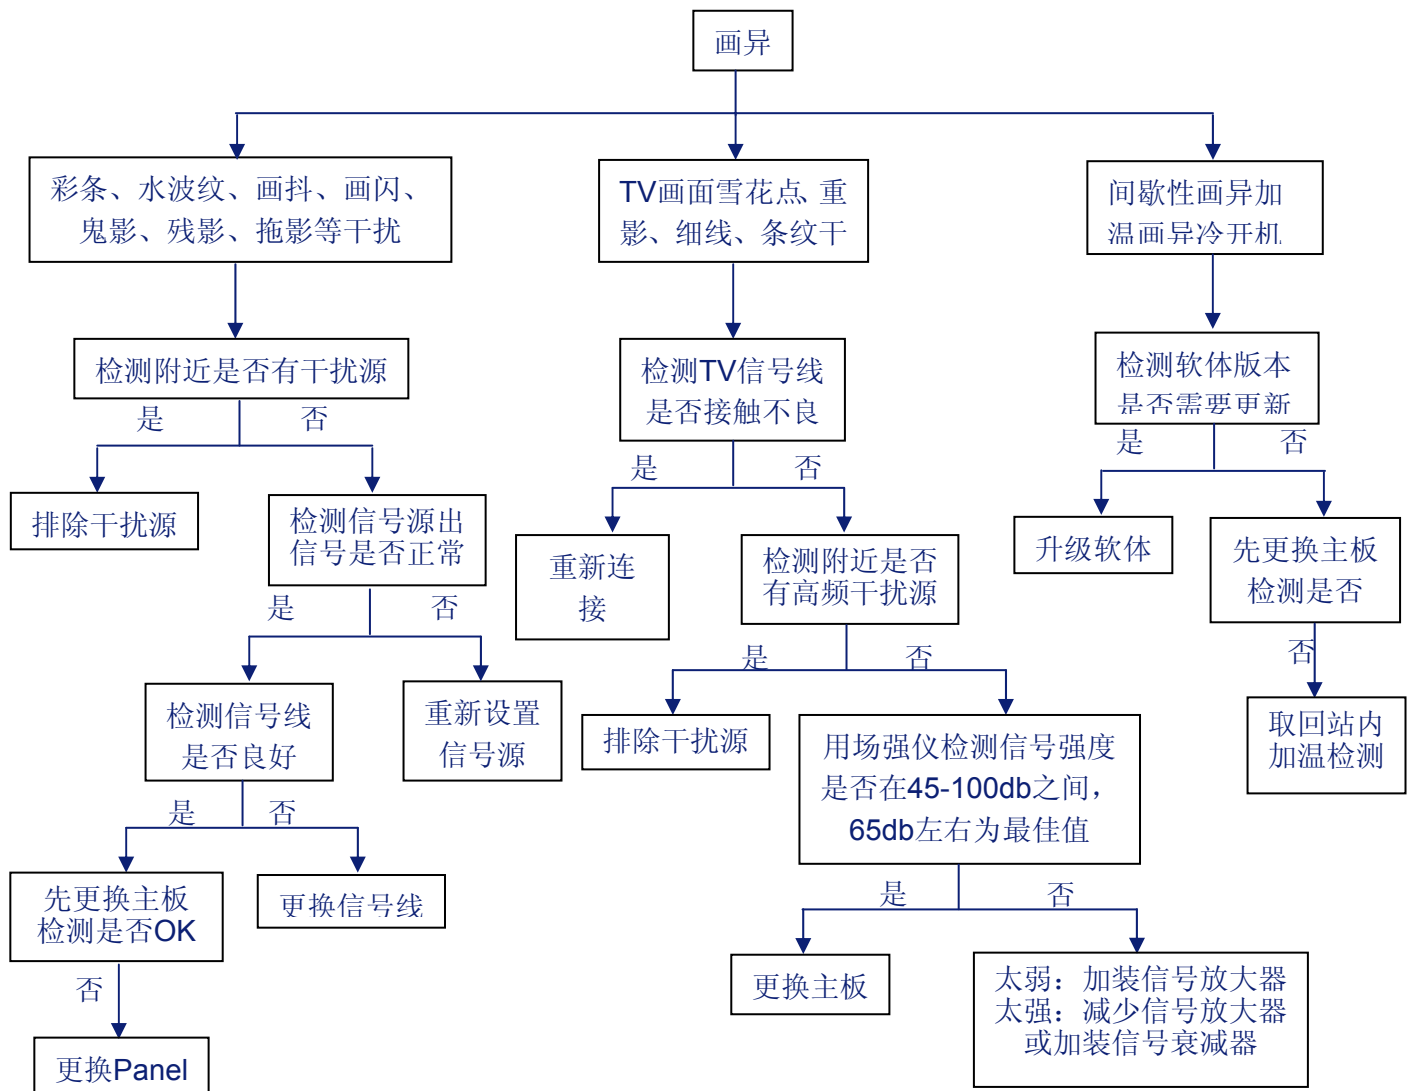 画异
彩条、水波纹、画抖、画闪、
鬼影、残影、拖影等干扰
TV画面雪花点、重
影、细线、条纹干
间歇性画异加
温画异冷开机
检测附近是否有干扰源
检测TV信号线
是否接触不良
检测软体版本
是否需要更新
是
否
是
否
是
否
排除干扰源
检测信号源出
信号是否正常
重新连
接
检测附近是否
有高频干扰源
升级软体
先更换主板
检测是否
是
否
是
否
否
检测信号线
是否良好
重新设置
信号源
排除干扰源
用场强仪检测信号强度
是否在45-100db之间，
65db左右为最佳值
取回站内
加温检测
是
否
是
否
先更换主板
检测是否OK
更换信号线
更换主板
太弱：加装信号放大器
太强：减少信号放大器
或加装信号衰减器
否
更换Panel